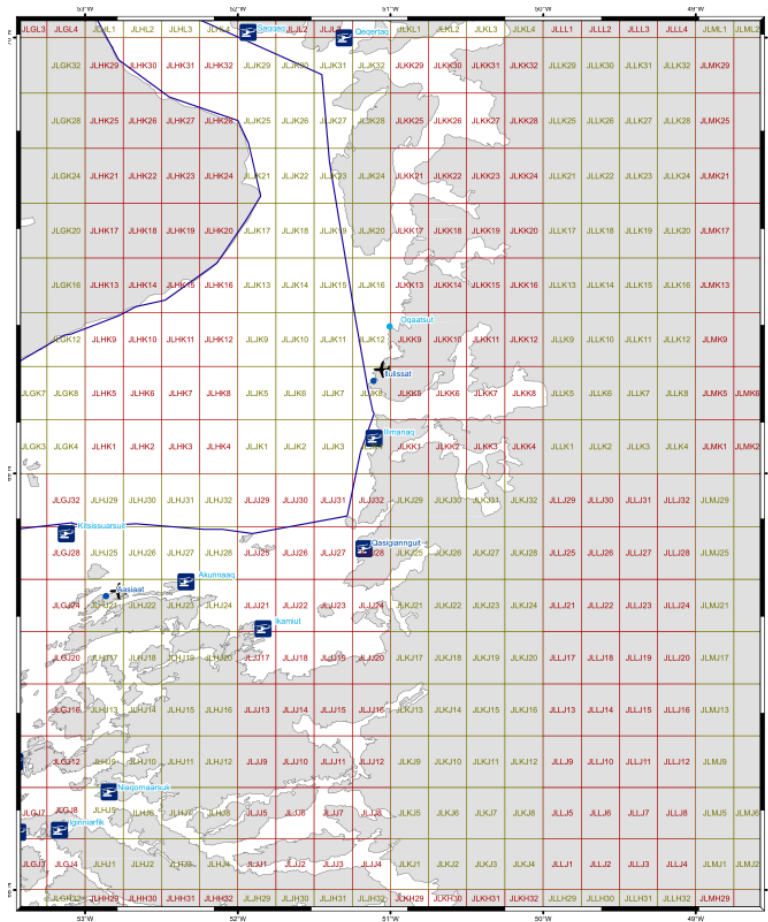 JLGL3 JLGL4 JLHL1 JLHL2 JLHL3 JLHL4 Saqqaq JLJL2 JLJL3 Qeqertaq JLKL1 JLKL2 JLKL3 JLKL4 JLLL1 JLLL2 JLLL3 JLLL4 JLML1 JLML2
JLGK32 JLHK29 JLHK30 JLHK31 JLHK32 JLJK29 JLJK30 JLJK31 JLJK32 JLKK29 JLKK30 JLKK31 JLKK32 JLLK29 JLLK30 JLLK31 JLLK32 JLMK29
JLGK28 JLHK25 JLHK26 JLHK27 JLHK28 JLJK25 JLJK26 JLJK27 JLJK28 JLKK25 JLKK26 JLKK27 JLKK28 JLLK25 JLLK26 JLLK27 JLLK28 JLMK25
JLGK24 JLHK21 JLHK22 JLHK23 JLHK24 JLJK21 JLJK22 JLJK23 JLJK24 JLKK21 JLKK22 JLKK23 JLKK24 JLLK21 JLLK22 JLLK23 JLLK24 JLMK21
JLGK20 JLHK17 JLHK18 JLHK19 JLHK20 JLJK17 JLJK18 JLJK19 JLJK20 JLKK17 JLKK18 JLKK19 JLKK20 JLLK17 JLLK18 JLLK19 JLLK20 JLMK17
JLGK16 JLHK13 JLHK14 JLHK15 JLHK16 JLJK13 JLJK14 JLJK15 JLJK16 JLKK13 JLKK14 JLKK15 JLKK16 JLLK13 JLLK14 JLLK15 JLLK16 JLMK13
Oqaatsut
JLGK12 JLHK9 JLHK10 JLHK11 JLHK12 JLJK9 JLJK10 JLJK11 JLJK12 JLKK9 JLKK10 JLKK11 JLKK12 JLLK9 JLLK10 JLLK11 JLLK12 JLMK9
Ilulissat
JLGK7 JLGK8 JLHK5 JLHK6 JLHK7 JLHK8 JLJK5 JLJK6 JLJK7 JLJK8 JLKK5 JLKK6 JLKK7 JLKK8 JLLK5 JLLK6 JLLK7 JLLK8 JLMK5 JLMK6
Ilimanaq
JLGK3 JLGK4 JLHK1 JLHK2 JLHK3 JLHK4 JLJK1 JLJK2 JLJK3 JLKK1 JLKK2 JLKK3 JLKK4 JLLK1 JLLK2 JLLK3 JLLK4 JLMK1 JLMK2
JLGJ32 JLHJ29 JLHJ30 JLHJ31 JLHJ32 JLJJ29 JLJJ30 JLJJ31 JLJJ32 JLKJ29 JLKJ30 JLKJ31 JLKJ32 JLLJ29 JLLJ30 JLLJ31 JLLJ32 JLMJ29
Kitsissuarsuit
Qasigiannguit
JLGJ28 JLHJ25 JLHJ26 JLHJ27 JLHJ28 JLJJ25 JLJJ26 JLJJ27 JLJJ28 JLKJ25 JLKJ26 JLKJ27 JLKJ28 JLLJ25 JLLJ26 JLLJ27 JLLJ28 JLMJ25
Akunnaaq
Aasiaat
JLGJ24 JLHJ21 JLHJ22 JLHJ23 JLHJ24 JLJJ21 JLJJ22 JLJJ23 JLJJ24 JLKJ21 JLKJ22 JLKJ23 JLKJ24 JLLJ21 JLLJ22 JLLJ23 JLLJ24 JLMJ21
Ikamiut
JLGJ20 JLHJ17 JLHJ18 JLHJ19 JLHJ20 JLJJ17 JLJJ18 JLJJ19 JLJJ20 JLKJ17 JLKJ18 JLKJ19 JLKJ20 JLLJ17 JLLJ18 JLLJ19 JLLJ20 JLMJ17
JLGJ16 JLHJ13 JLHJ14 JLHJ15 JLHJ16 JLJJ13 JLJJ14 JLJJ15 JLJJ16 JLKJ13 JLKJ14 JLKJ15 JLKJ16 JLLJ13 JLLJ14 JLLJ15 JLLJ16 JLMJ13
JLGJ12 JLHJ9 JLHJ10 JLHJ11 JLHJ12 JLJJ9 JLJJ10 JLJJ11 JLJJ12 JLKJ9 JLKJ10 JLKJ11 JLKJ12 JLLJ9 JLLJ10 JLLJ11 JLLJ12 JLMJ9
Niaqornaarsuk
JLGJ7 JLGJ8 JLHJ5 JLHJ6 JLHJ7 JLHJ8 JLJJ5 JLJJ6 JLJJ7 JLJJ8 JLKJ5 JLKJ6 JLKJ7 JLKJ8 JLLJ5 JLLJ6 JLLJ7 JLLJ8 JLMJ5 JLMJ6
Iginniarfik
JLGJ3 JLGJ4 JLHJ1 JLHJ2 JLHJ3 JLHJ4 JLJJ1 JLJJ2 JLJJ3 JLJJ4 JLKJ1 JLKJ2 JLKJ3 JLKJ4 JLLJ1 JLLJ2 JLLJ3 JLLJ4 JLMJ1 JLMJ2
JLGH32 JLHH29 JLHH30 JLHH31 JLHH32 JLJH29 JLJH30 JLJH31 JLJH32 JLKH29 JLKH30 JLKH31 JLKH32 JLLH29 JLLH30 JLLH31 JLLH32 JLMH29
53°W 52°W 51°W 50°W 49°W